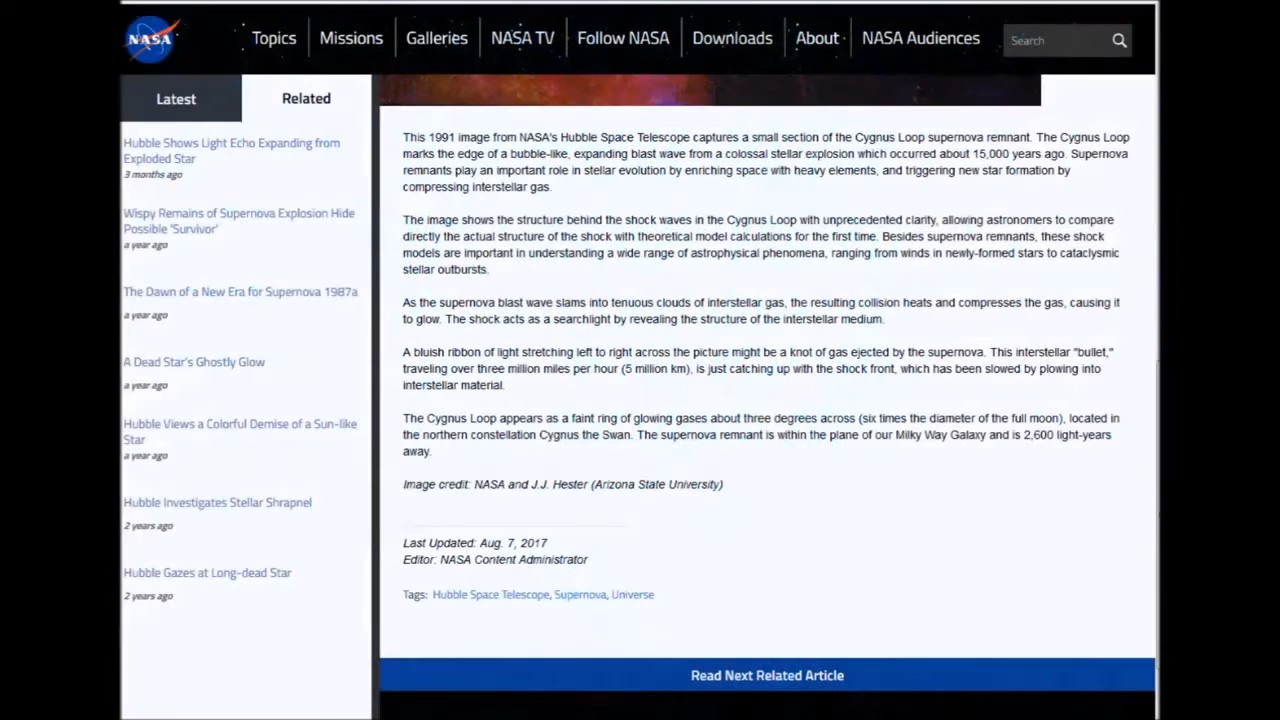 NASA
Topics
Missions
Galleries
NASA TV
Follow NASA
Downloads
About
NASA Audiences
Search
Latest
Related
Hubble Shows Light Echo Expanding from
Exploded Star
3 months ago
Wispy Remains of Supernova Explosion Hide
Possible 'Survivor'
a year ago
The Dawn of a New Era for Supernova 1987a
a year ago
A Dead Star's Ghostly Glow
a year ago
Hubble Views a Colorful Demise of a Sun-like
Star
a year ago
Hubble Investigates Stellar Shrapnel
2 years ago
Hubble Gazes at Long-dead Star
2 years ago
This 1991 image from NASA's Hubble Space Telescope captures a small section of the Cygnus Loop supernova remnant. The Cygnus Loop
marks the edge of a bubble-like, expanding blast wave from a colossal stellar explosion which occurred about 15,000 years ago. Supernova
remnants play an important role in stellar evolution by enriching space with heavy elements, and triggering new star formation by
compressing interstellar gas.
The image shows the structure behind the shock waves in the Cygnus Loop with unprecedented clarity, allowing astronomers to compare
directly the actual structure of the shock with theoretical model calculations for the first time. Besides supernova remnants, these shock
models are important in understanding a wide range of astrophysical phenomena, ranging from winds in newly-formed stars to cataclysmic
stellar outbursts.
As the supernova blast wave slams into tenuous clouds of interstellar gas, the resulting collision heats and compresses the gas, causing it
to glow. The shock acts as a searchlight by revealing the structure of the interstellar medium.
A bluish ribbon of light stretching left to right across the picture might be a knot of gas ejected by the supernova. This interstellar "bullet,"
traveling over three million miles per hour (5 million km), is just catching up with the shock front, which has been slowed by plowing into
interstellar material.
The Cygnus Loop appears as a faint ring of glowing gases about three degrees across (six times the diameter of the full moon), located in
the northern constellation Cygnus the Swan. The supernova remnant is within the plane of our Milky Way Galaxy and is 2,600 light-years
away.
Image credit: NASA and J.J. Hester (Arizona State University)
Last Updated: Aug. 7, 2017
Editor: NASA Content Administrator
Tags: Hubble Space Telescope, Supernova, Universe
Read Next Related Article